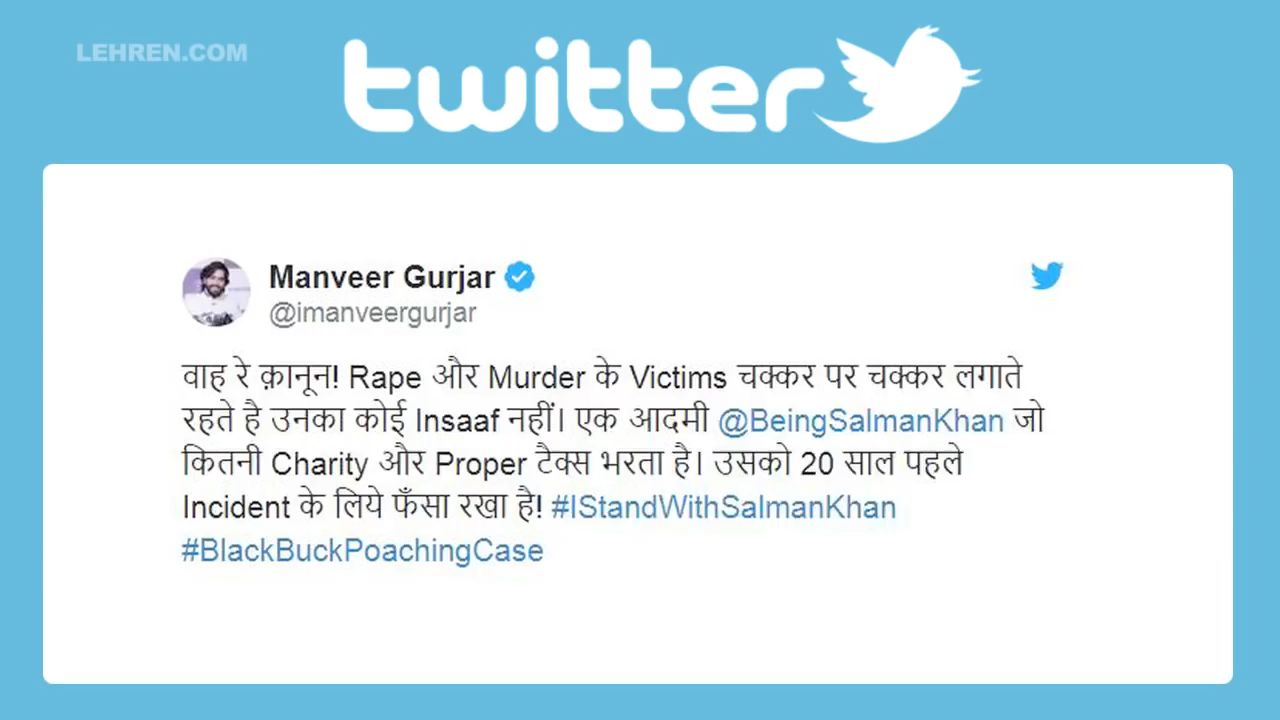 LEHREN.COM
twitter
Manveer Gurjar
@imanveergurjar
वाह रे क़ानून! Rape और Murder के Victims चक्कर पर चक्कर लगाते
रहते है उनका कोई Insaaf नहीं। एक आदमी @BeingSalmanKhan जो
कितनी Charity और Proper टैक्स भरता है। उसको 20 साल पहले
Incident के लिये फँसा रखा है! #IStandWithSalmanKhan
#BlackBuckPoachingCase